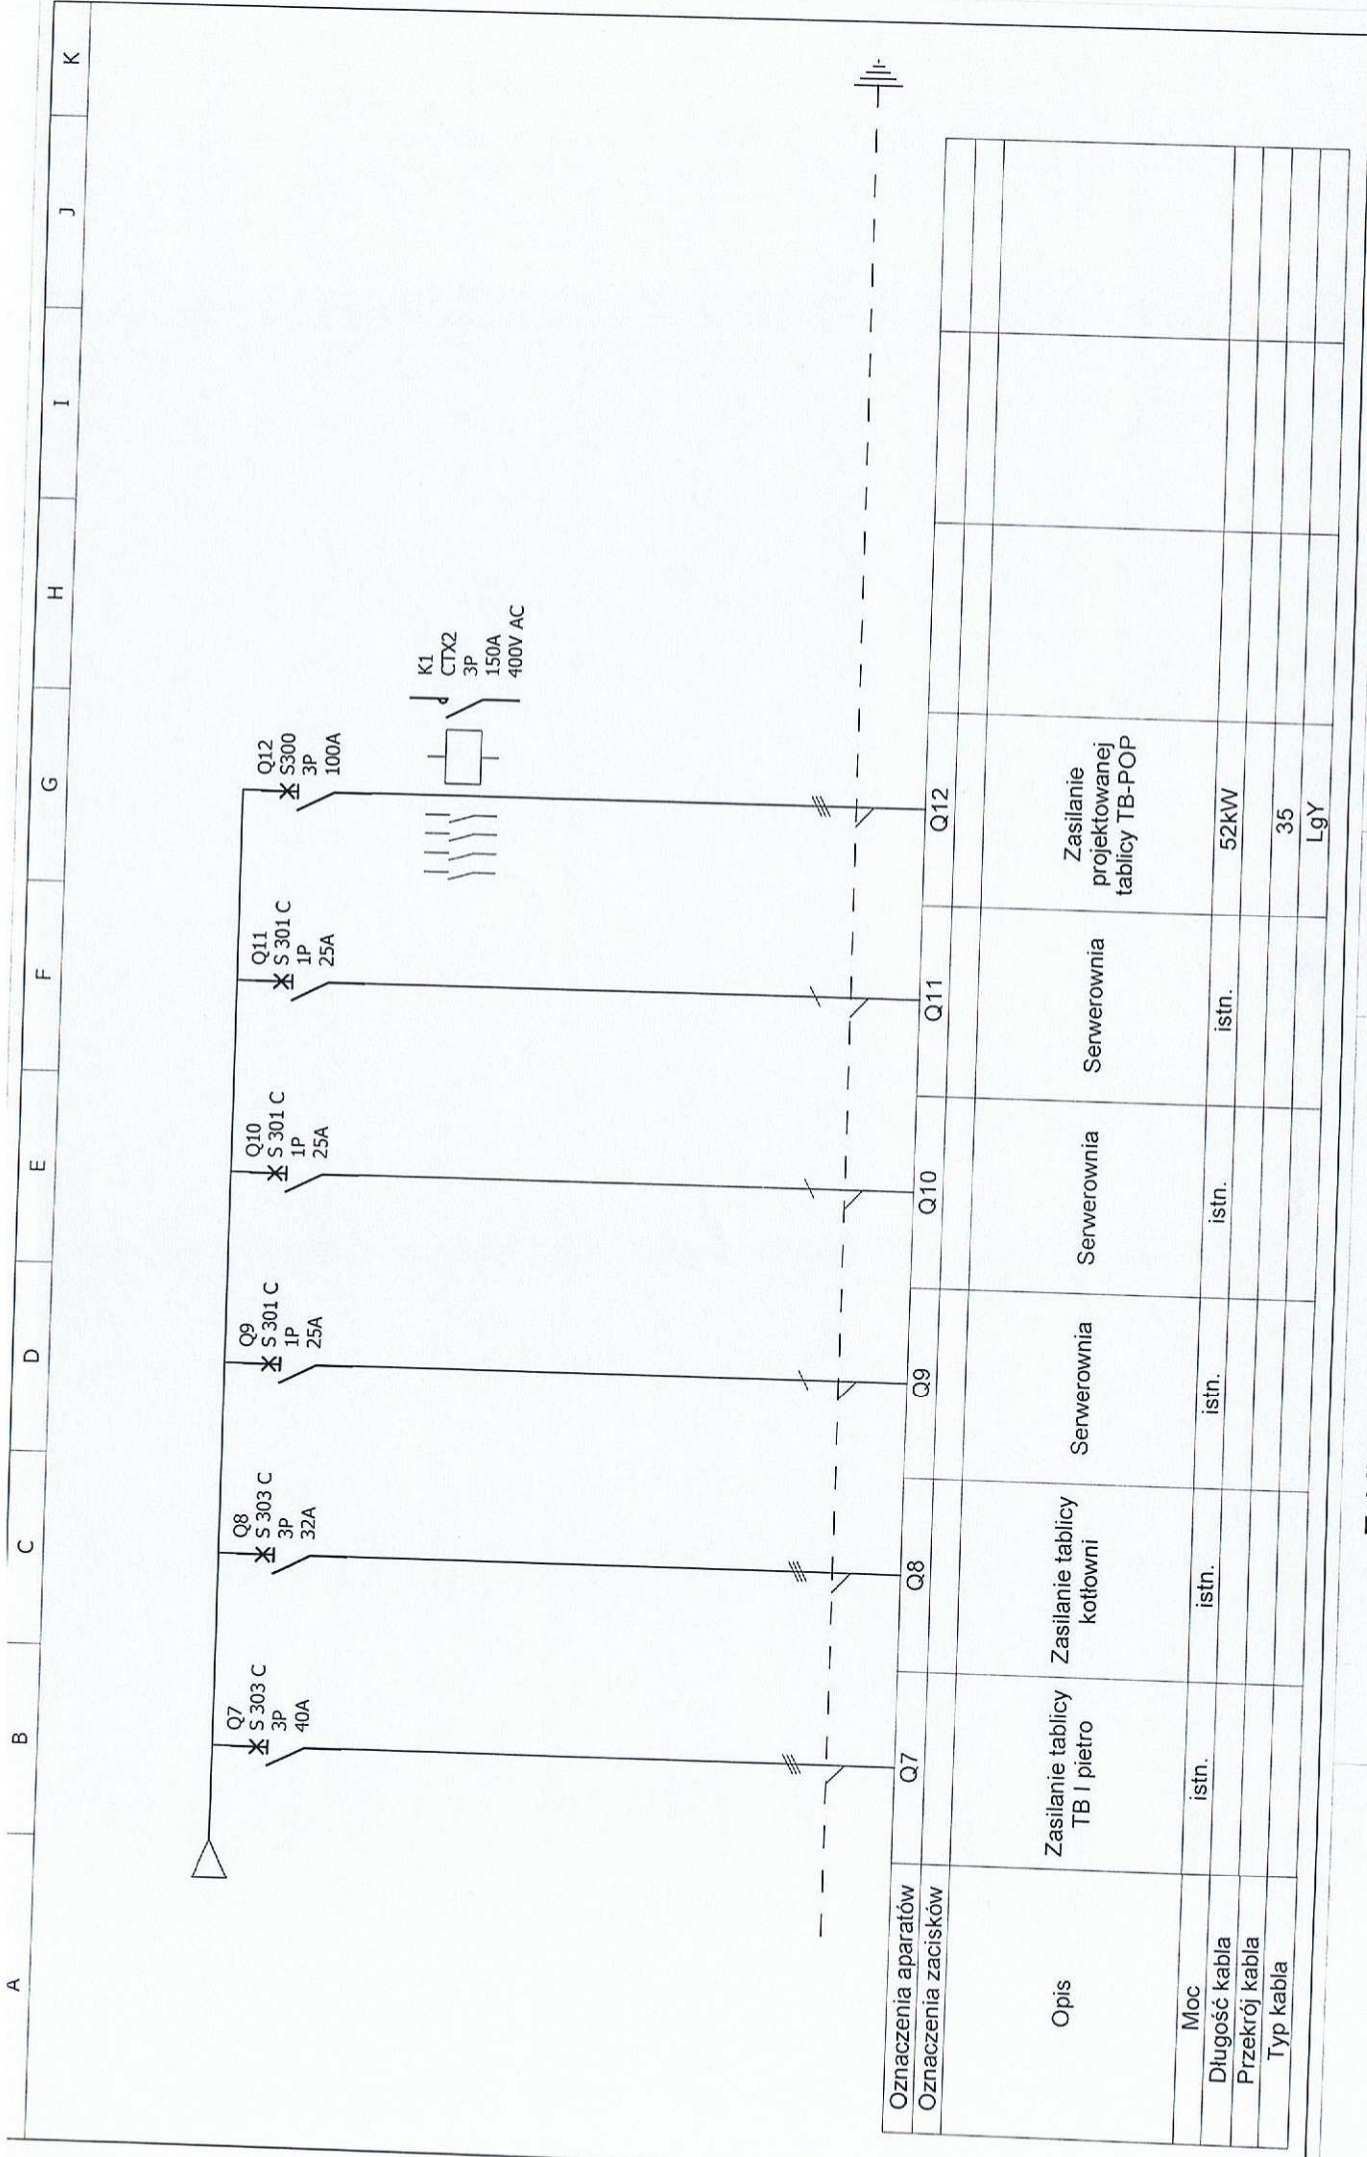 A
B
C
D
E
F
G
H
I
J
K
Q7
S 303 C
3P
40A
Q8
S 303 C
3P
32A
Q9
S 301 C
1P
25A
Q10
S 301 C
1P
25A
Q11
S 301 C
1P
25A
Q12
S300
3P
100A
K1
CTX2
3P
150A
400V AC
Oznaczenia aparatów
Q7
Q8
Q9
Q10
Q11
Q12
Oznaczenia zacisków
Opis
Zasilanie tablicy
TB I pietro
Zasilanie tablicy
kotłowni
Serwerownia
Serwerownia
Serwerownia
Zasilanie
projektowanej
tablicy TB-POP
Moc
istn.
istn.
istn.
istn.
istn.
52kW
Długość kabla
Przekrój kabla
35
Typ kabla
LgY